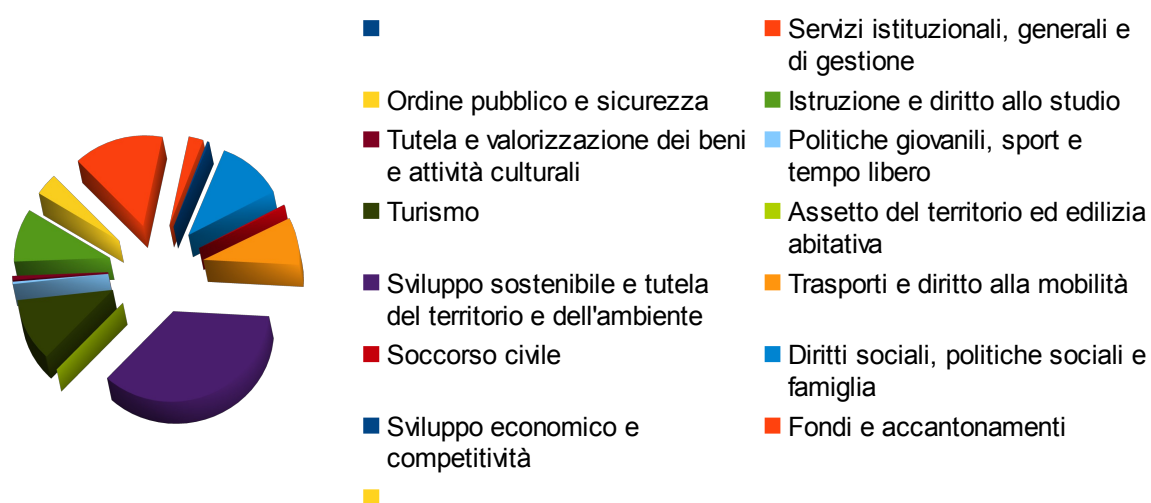 Servizi istituzionali, generali e
di gestione
Ordine pubblico e sicurezza
Istruzione e diritto allo studio
Tutela e valorizzazione dei beni
e attività culturali
Politiche giovanili, sport e
tempo libero
Turismo
Assetto del territorio ed edilizia
abitativa
Sviluppo sostenibile e tutela
del territorio e dell'ambiente
Trasporti e diritto alla mobilità
Soccorso civile
Diritti sociali, politiche sociali e
famiglia
Sviluppo economico e
competitività
Fondi e accantonamenti